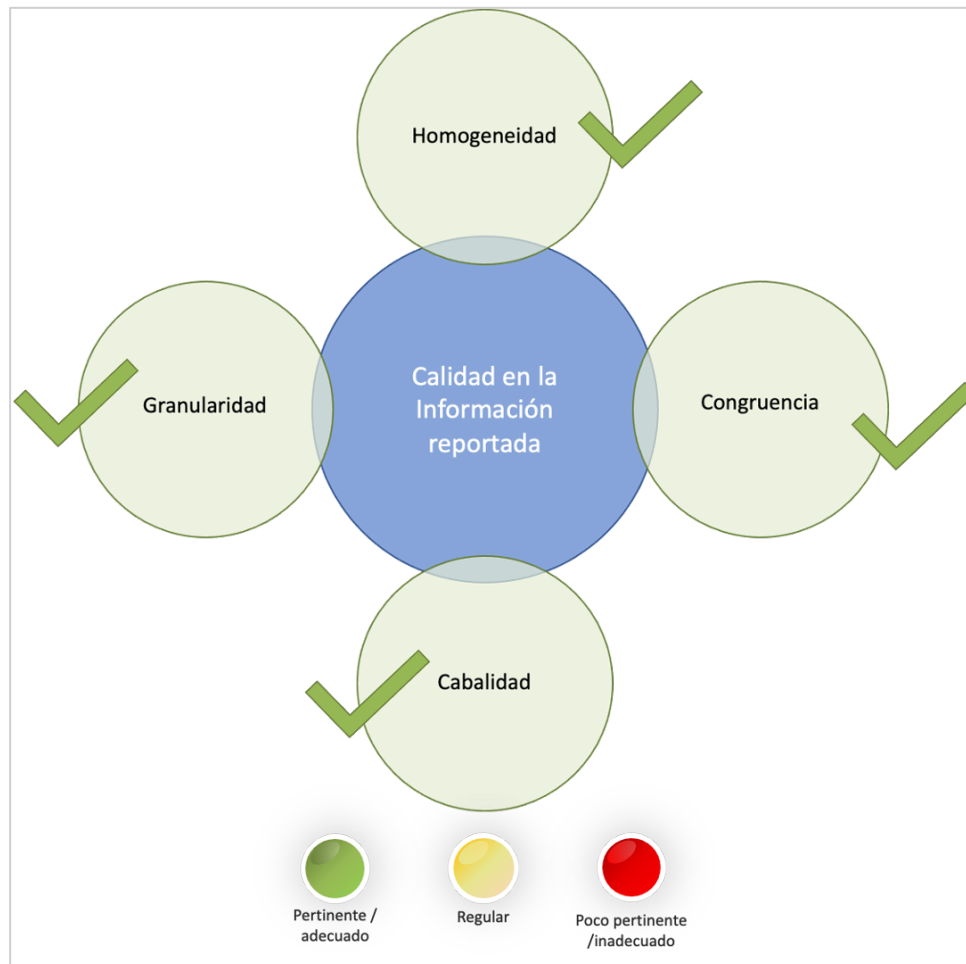 Homogeneidad
Granularidad
Calidad en la
Información
reportada
Congruencia
Cabalidad
Pertinente /
adecuado
Regular
Poco pertinente
/inadecuado